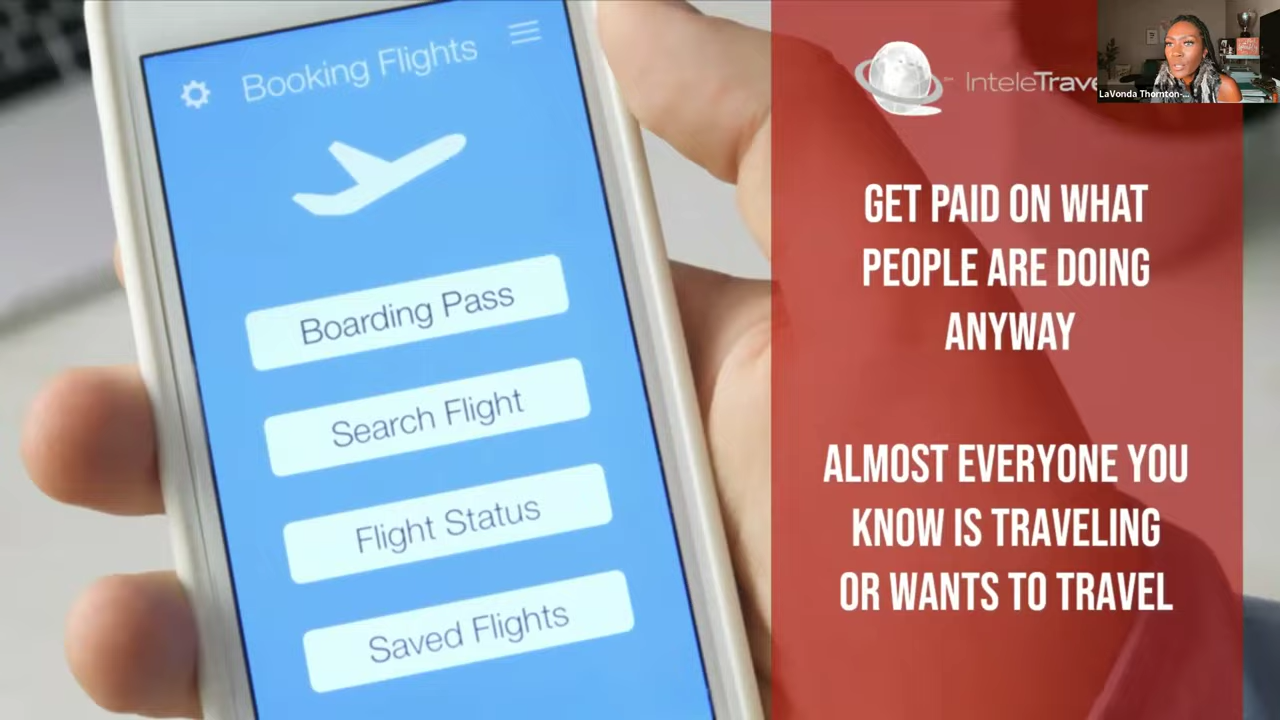 Booking Flights
Boarding Pass
Search Flight
Flight Status
Saved Flights
GET PAID ON WHAT
PEOPLE ARE DOING
ANYWAY
ALMOST EVERYONE YOU
KNOW IS TRAVELING
OR WANTS TO TRAVEL
InteleTrave
LaVonda Thornton-...